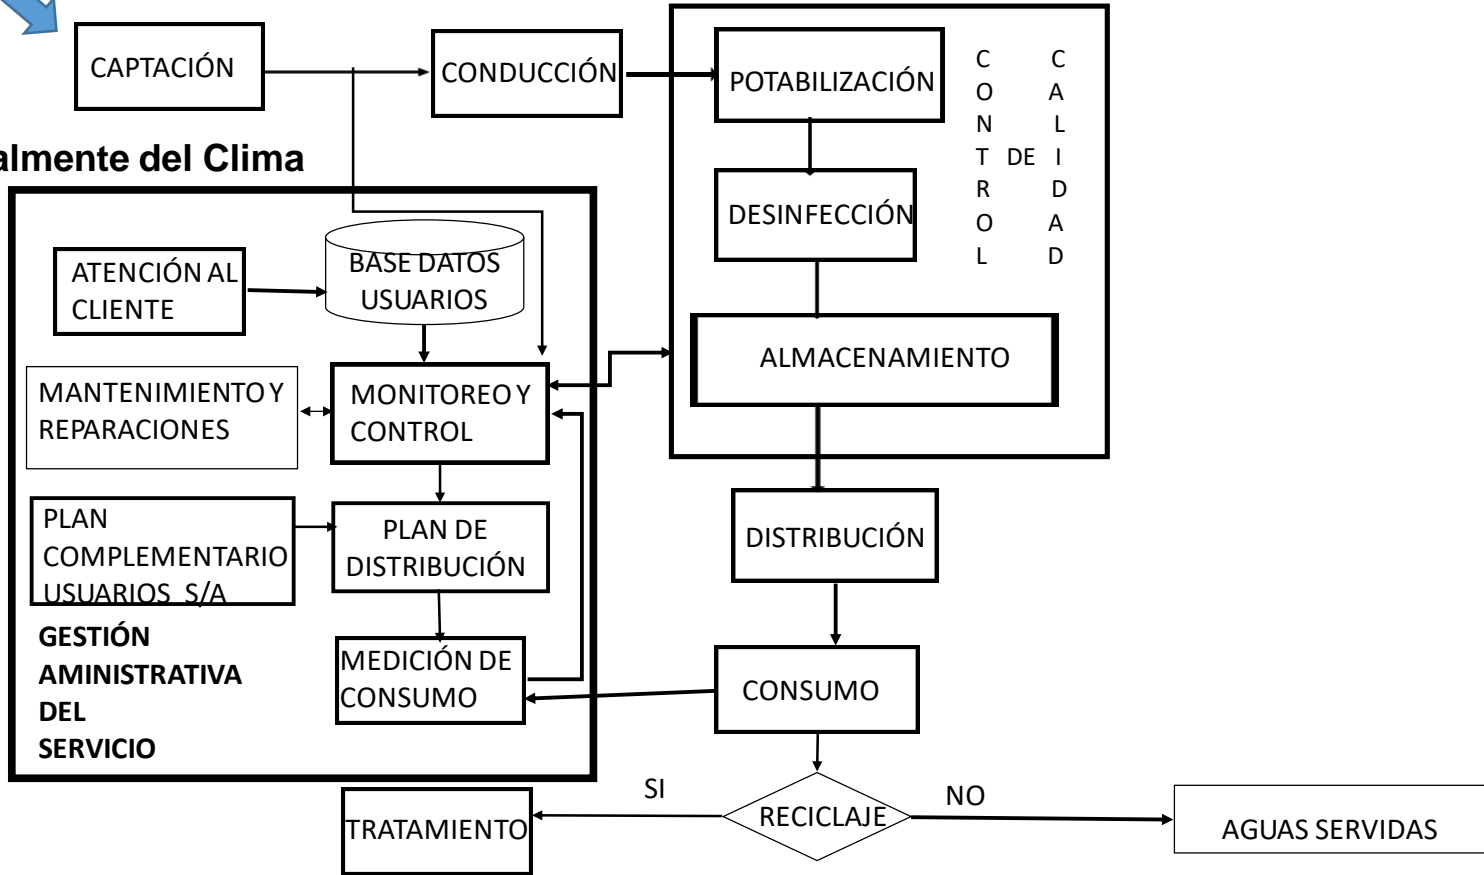 CAPTACIÓN
CONDUCCIÓN
POTABILIZACIÓN
CONTROL
DE
CALIDAD
almente del Clima
DESINFECCIÓN
ATENCIÓN AL
CLIENTE
BASE DATOS
USUARIOS
ALMACENAMIENTO
MANTENIMIENTO Y
REPARACIONES
MONITOREO Y
CONTROL
PLAN
COMPLEMENTARIO
USUARIOS S/A
PLAN DE
DISTRIBUCIÓN
DISTRIBUCIÓN
GESTIÓN
AMINISTRATIVA
DEL
SERVICIO
MEDICIÓN DE
CONSUMO
CONSUMO
SI
NO
RECICLAJE
TRATAMIENTO
AGUAS SERVIDAS